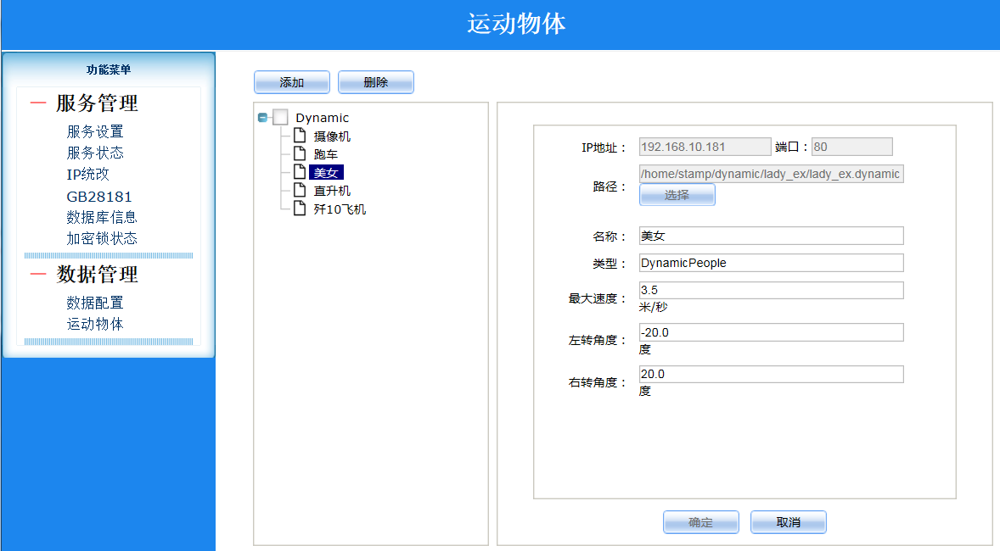 运动物体
功能菜单
服务管理
服务设置
服务状态
IP统改
GB28181
数据库信息
加密锁状态
数据管理
数据配置
运动物体
添加 删除
Dynamic
摄像机
跑车
美女
直升机
歼10飞机
IP地址： 192.168.10.181 端口：80
路径： /home/stamp/dynamic/lady_ex/lady_ex.dynamic
选择
名称： 美女
类型： DynamicPeople
最大速度： 3.5
米/秒
左转角度： -20.0
度
右转角度： 20.0
度
确定 取消